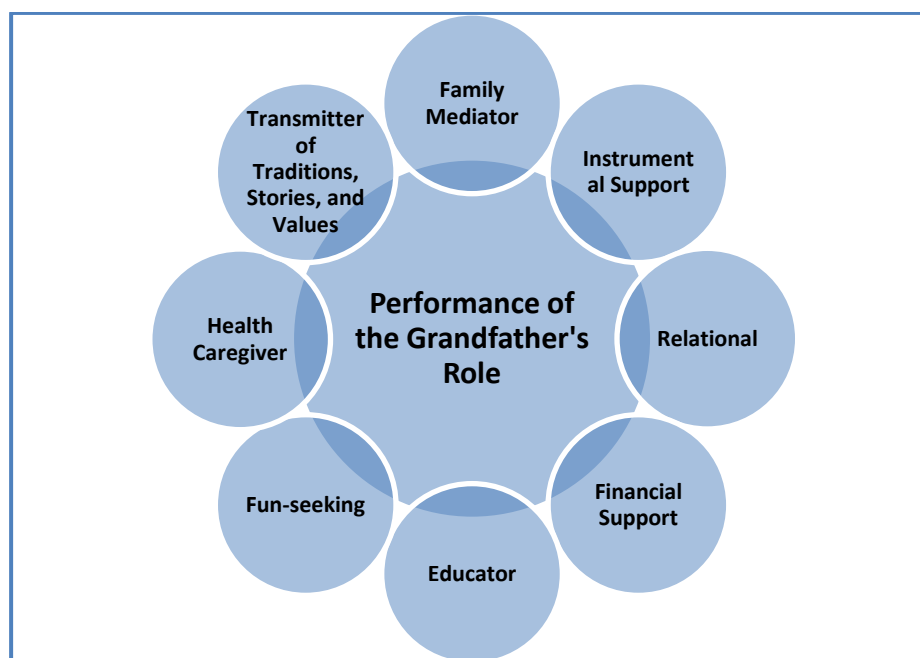 Family
Mediator
Transmitter
of
Traditions,
Stories, and
Values
Instrument
al Support
Performance of
the Grandfather's
Role
Health
Caregiver
Relational
Fun-seeking
Financial
Support
Educator